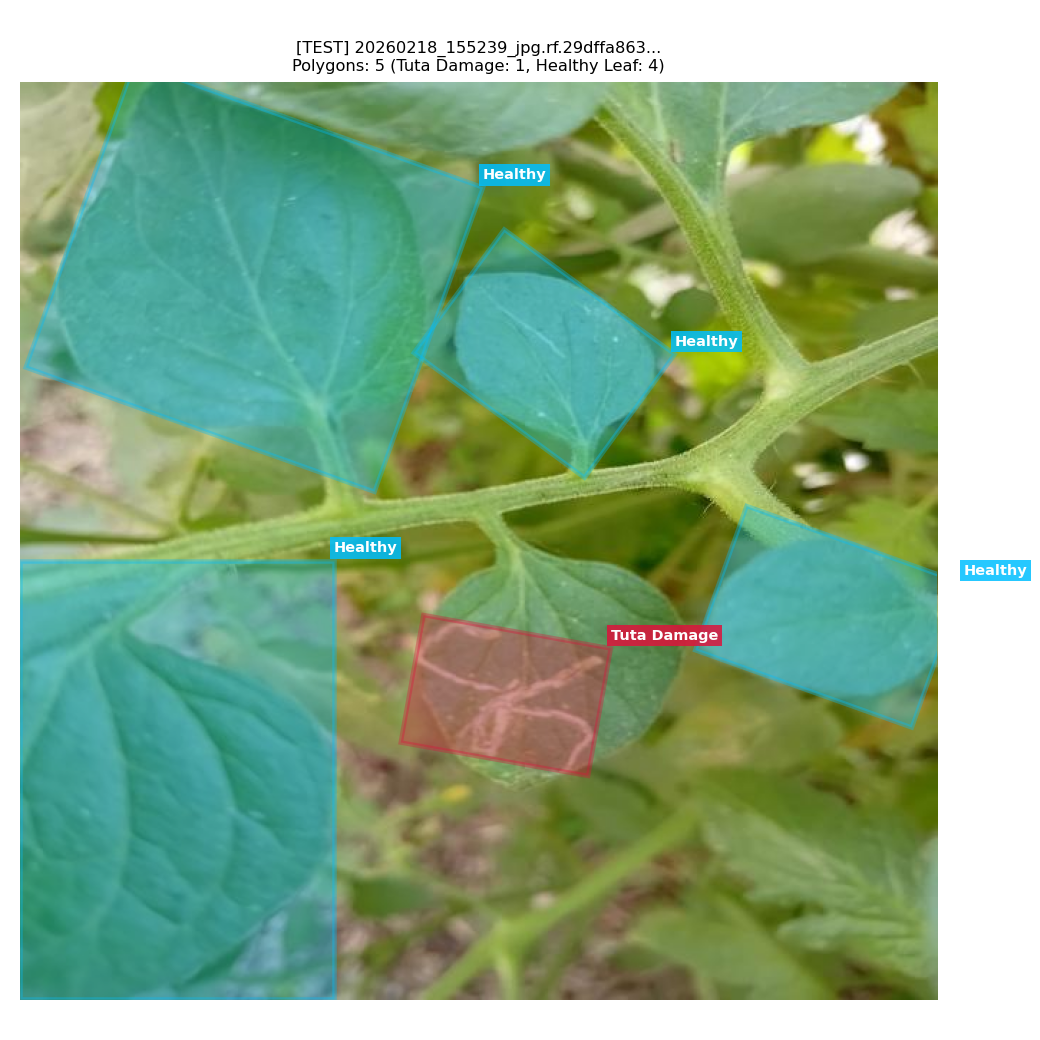 [TEST] 20260218_155239_jpg.rf.29dffa863...
Polygons: 5 (Tuta Damage: 1, Healthy Leaf: 4)
Healthy
Healthy
Healthy
Healthy
Tuta Damage